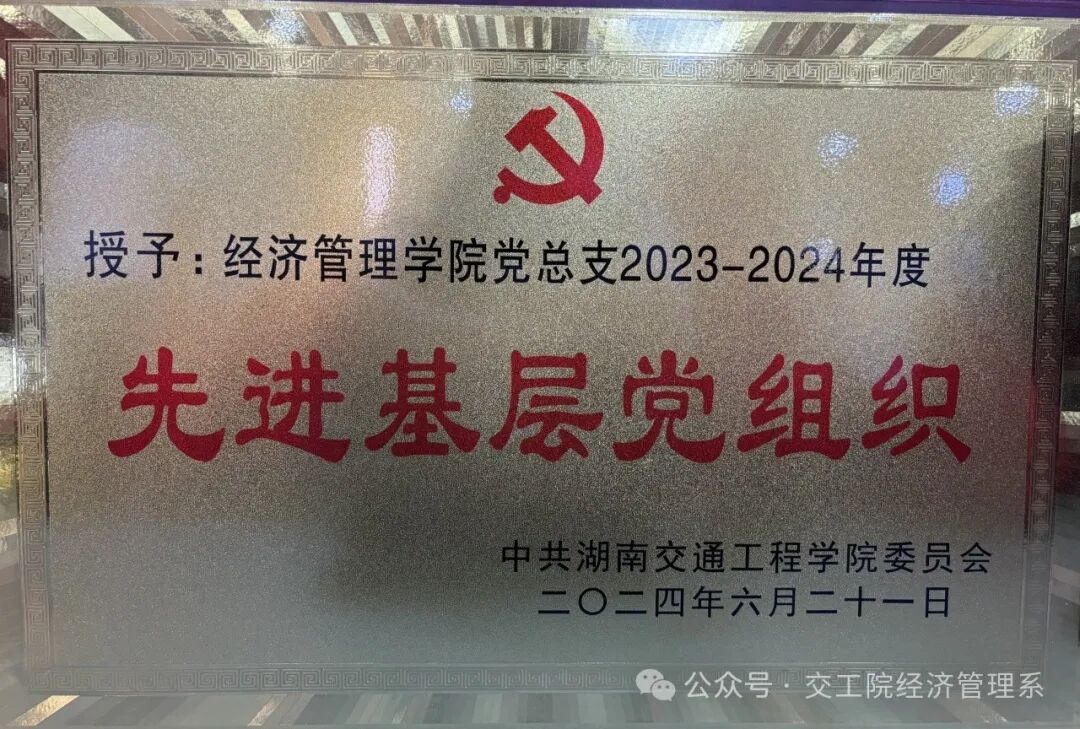 授予：经济管理学院党总支2023-2024年度
先进基层党组织
中共湖南交通工程学院委员会
二〇二四年六月二十一日
公众号·交工院经济管理系